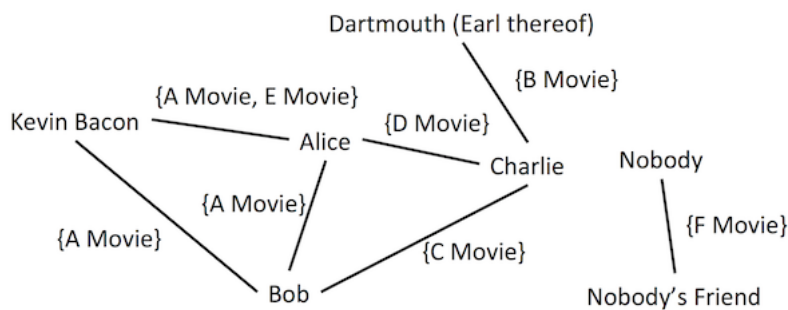 Dartmouth (Earl thereof)
{B Movie}
{A Movie, E Movie}
Kevin Bacon
{D Movie}
Alice
Charlie
Nobody
{A Movie}
{F Movie}
{A Movie}
{C Movie}
Bob
Nobody's Friend